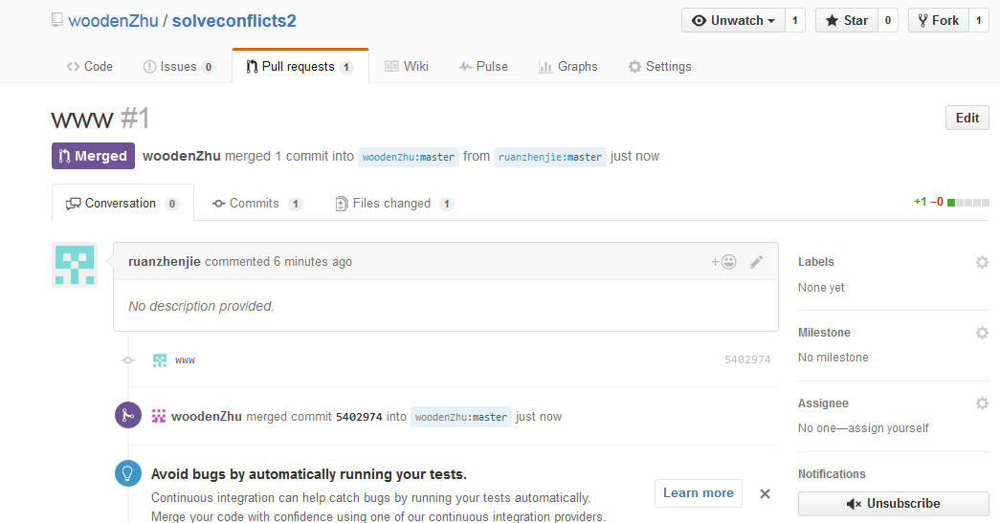 woodenZhu / solveconflicts2
Unwatch 1 Star 0 Fork 1
Code Issues 0 Pull requests 1 Wiki Pulse Graphs Settings
www #1
Edit
Merged woodenZhu merged 1 commit into woodenZhu:master from ruanzhenjie:master just now
Conversation 0 Commits 1 Files changed 1
+1 −0
ruanzhenjie commented 6 minutes ago
No description provided.
www 5402974
woodenZhu merged commit 5402974 into woodenZhu:master just now
Avoid bugs by automatically running your tests.
Continuous integration can help catch bugs by running your tests automatically.
Merge your code with confidence using one of our continuous integration providers.
Learn more
Labels
None yet
Milestone
No milestone
Assignee
No one—assign yourself
Notifications
Unsubscribe